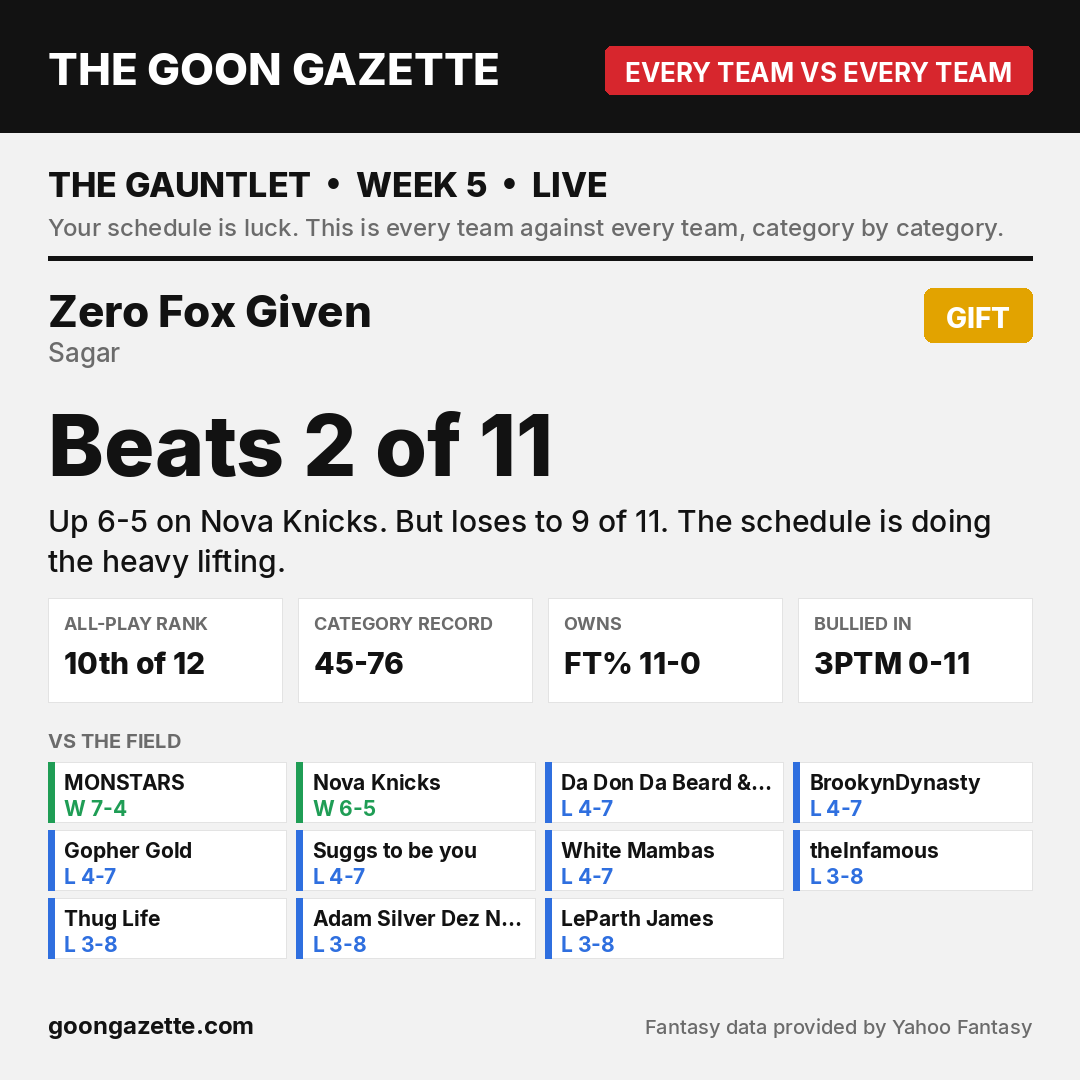 THE GOON GAZETTE
EVERY TEAM VS EVERY TEAM
THE GAUNTLET • WEEK 5 • LIVE
Your schedule is luck. This is every team against every team, category by category.
Zero Fox Given
GIFT
Sagar
Beats 2 of 11
Up 6-5 on Nova Knicks. But loses to 9 of 11. The schedule is doing
the heavy lifting.
ALL-PLAY RANK
10th of 12
CATEGORY RECORD
45-76
OWNS
FT% 11-0
BULLIED IN
3PTM 0-11
VS THE FIELD
MONSTARS
W 7-4
Nova Knicks
W 6-5
Da Don Da Beard &...
L 4-7
BrookynDynasty
L 4-7
Gopher Gold
L 4-7
Suggs to be you
L 4-7
White Mambas
L 4-7
theInfamous
L 3-8
Thug Life
L 3-8
Adam Silver Dez N...
L 3-8
LeParth James
L 3-8
goongazette.com
Fantasy data provided by Yahoo Fantasy